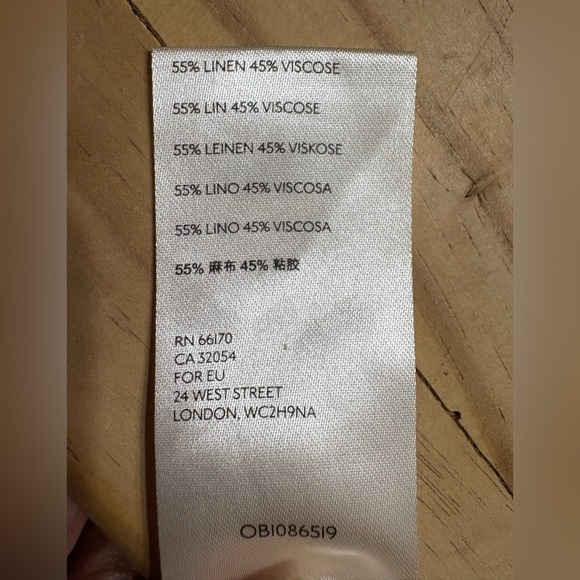 55% LINEN 45% VISCOSE
55% LIN 45% VISCOSE
55% LEINEN 45% VISKOSE
55% LINO 45% VISCOSA
55% LINO 45% VISCOSA
55% 麻布 45% 粘胶
RN 66170
CA 32054
FOR EU
24 WEST STREET
LONDON, WC2H9NA
OB1086519